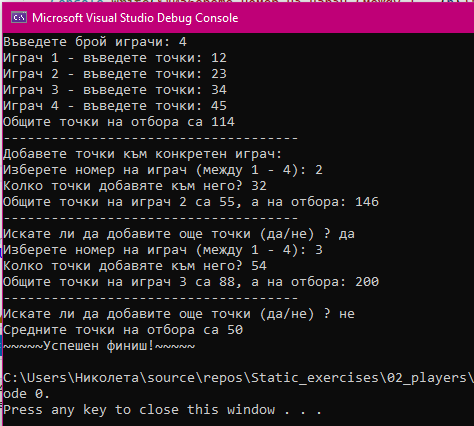 Microsoft Visual Studio Debug Console
Въведете брой играчи: 4
Играч 1 - въведете точки: 12
Играч 2 - въведете точки: 23
Играч 3 - въведете точки: 34
Играч 4 - въведете точки: 45
Общите точки на отбора са 114
-------------------------------------
Добавете точки към конкретен играч:
Изберете номер на играч (между 1 - 4): 2
Колко точки добавяте към него? 32
Общите точки на играч 2 са 55, а на отбора: 146
-------------------------------------
Искате ли да добавите още точки (да/не) ? да
Изберете номер на играч (между 1 - 4): 3
Колко точки добавяте към него? 54
Общите точки на играч 3 са 88, а на отбора: 200
-------------------------------------
Искате ли да добавите още точки (да/не) ? не
Средните точки на отбора са 50
~~~~~Успешен финиш!~~~~~
C:\Users\Николета\source\repos\Static_exercises\02_players\
ode 0.
Press any key to close this window . . .